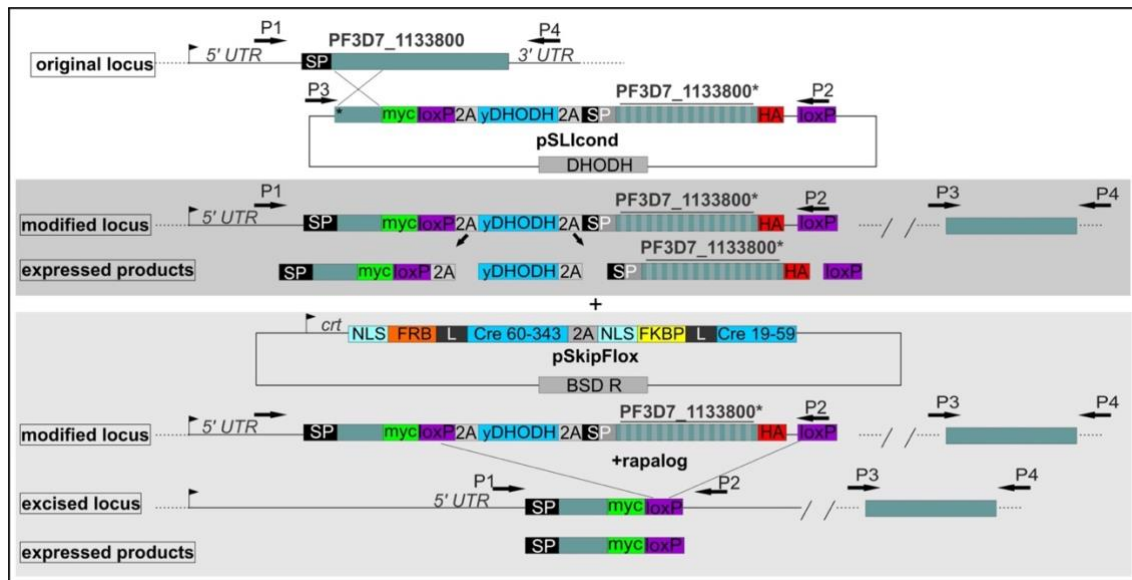 P1 PF3D7_1133800 P4
5' UTR SP 3' UTR
original locus
P3 PF3D7_1133800* P2
* myc loxP 2A yDHODH 2A SP HA loxP
pSLIcond
DHODH
P1 PF3D7_1133800* P2 P3 P4
modified locus 5' UTR SP myc loxP 2A yDHODH 2A SP HA loxP
PF3D7_1133800*
expressed products SP myc loxP 2A yDHODH 2A SP HA loxP
+
crt NLS FRB L Cre 60-343 2A NLS FKBP L Cre 19-59
pSkipFlox
BSD R
PF3D7_1133800* P2 P3 P4
modified locus 5' UTR SP myc loxP 2A yDHODH 2A SP HA loxP
+rapalog
P1 P2 P3 P4
excised locus 5' UTR SP myc loxP
expressed products SP myc loxP